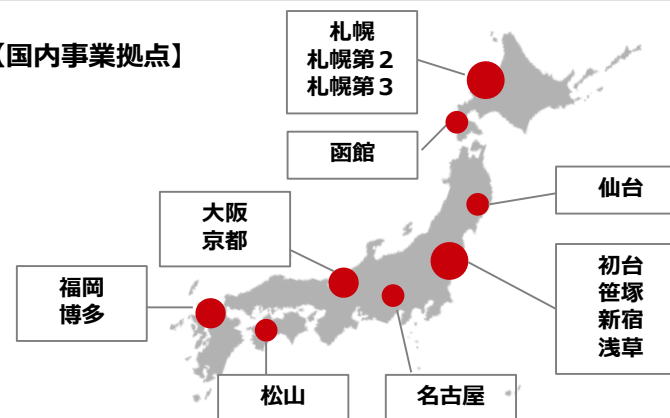 【国内事業拠点】
札幌
札幌第２
札幌第３
函館
仙台
大阪
京都
初台
笹塚
新宿
浅草
福岡
博多
松山
名古屋